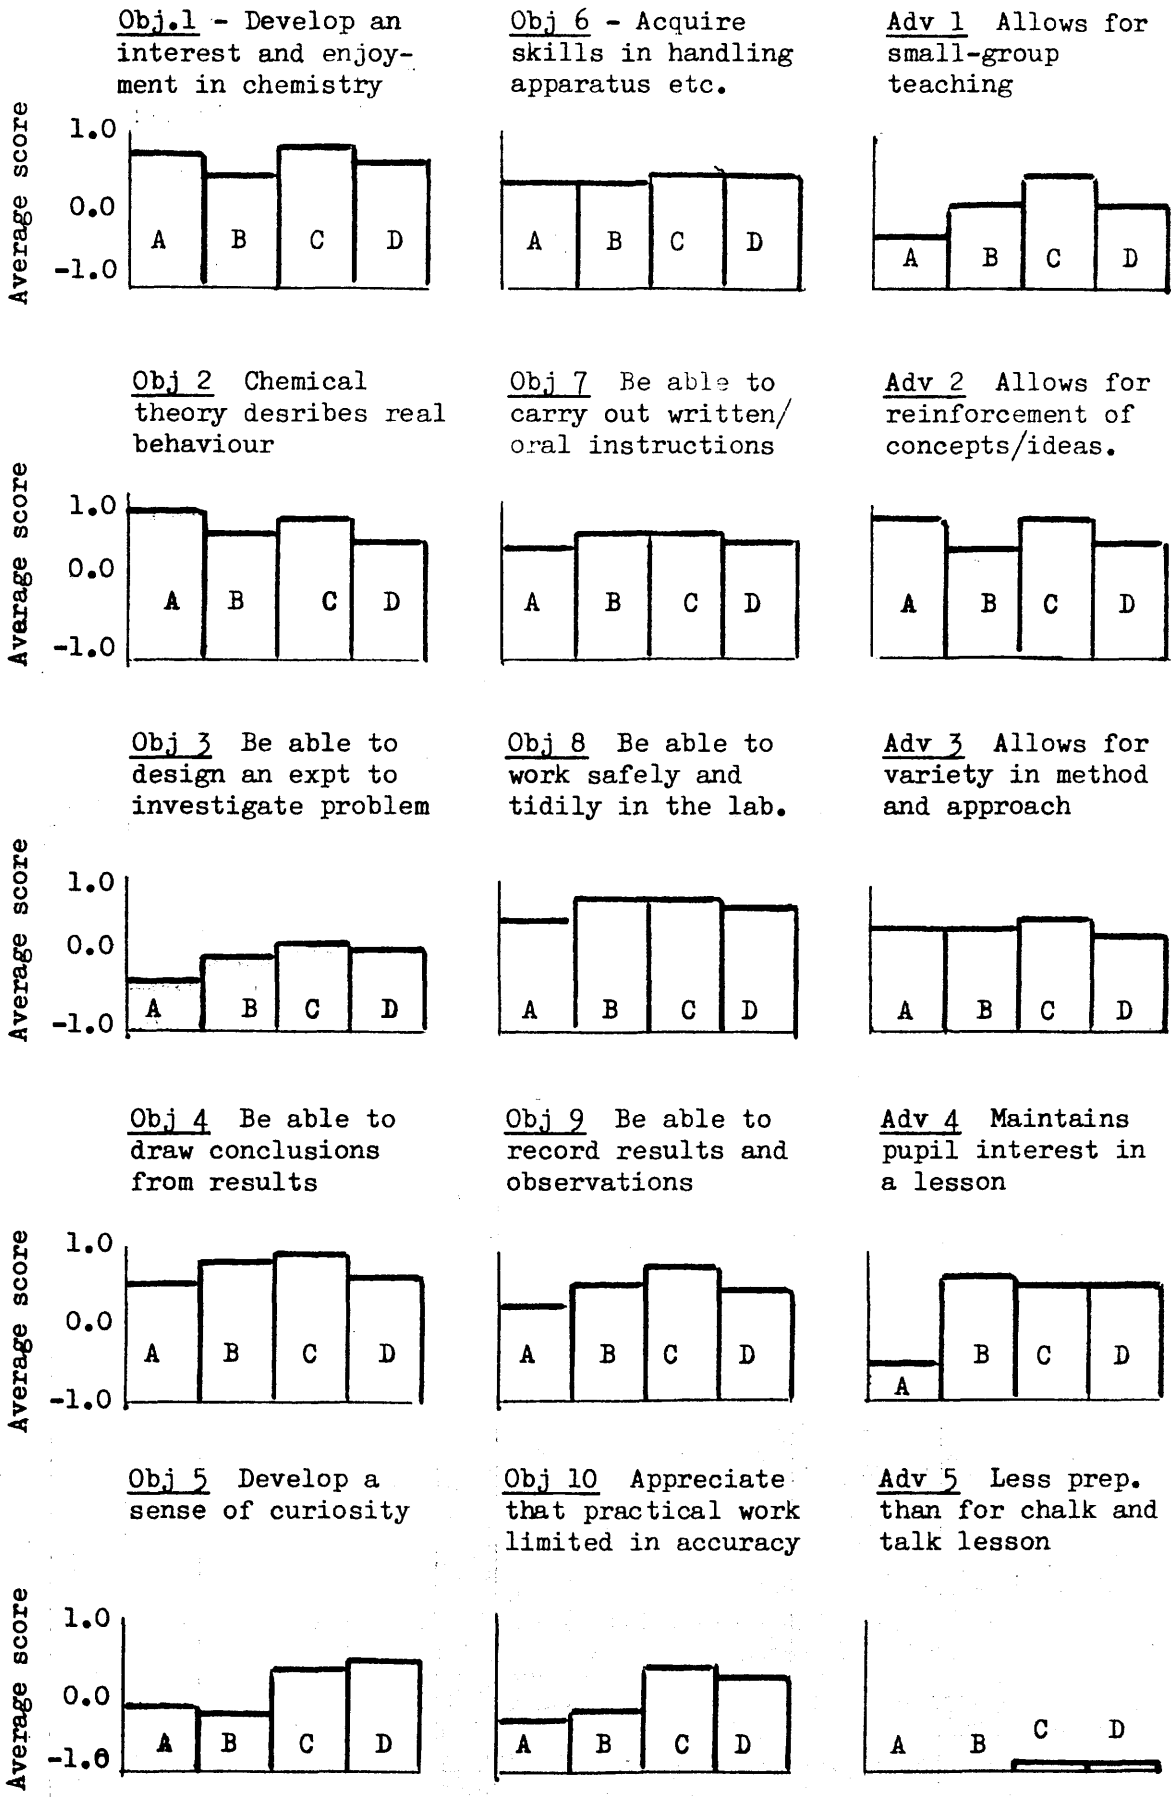 Obj.1 - Develop an
interest and enjoy-
ment in chemistry
Average score
1.0
0.0
-1.0
A B C D
Obj 6 - Acquire
skills in handling
apparatus etc.
A B C D
Adv 1 Allows for
small-group
teaching
A B C D
Obj 2 Chemical
theory desribes real
behaviour
Avarage score
1.0
0.0
-1.0
A B C D
Obj 7 Be able to
carry out written/
oral instructions
A B C D
Adv 2 Allows for
reinforcement of
concepts/ideas.
A B C D
Obj 3 Be able to
design an expt to
investigate problem
Average score
1.0
0.0
-1.0
A B C D
Obj 8 Be able to
work safely and
tidily in the lab.
A B C D
Adv 3 Allows for
variety in method
and approach
A B C D
Obj 4 Be able to
draw conclusions
from results
Average score
1.0
0.0
-1.0
A B C D
Obj 9 Be able to
record results and
observations
A B C D
Adv 4 Maintains
pupil interest in
a lesson
A B C D
Obj 5 Develop a
sense of curiosity
Average score
1.0
0.0
-1.0
A B C D
Obj 10 Appreciate
that practical work
limited in accuracy
A B C D
Adv 5 Less prep.
than for chalk and
talk lesson
A B C D